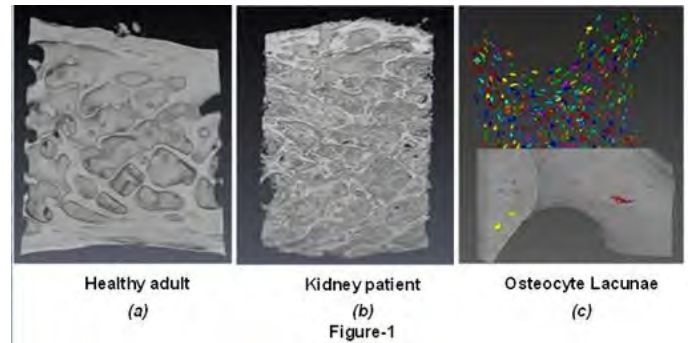 Healthy adult
Kidney patient
Osteocyte Lacunae
(a)
(b)
(c)
Figure-1